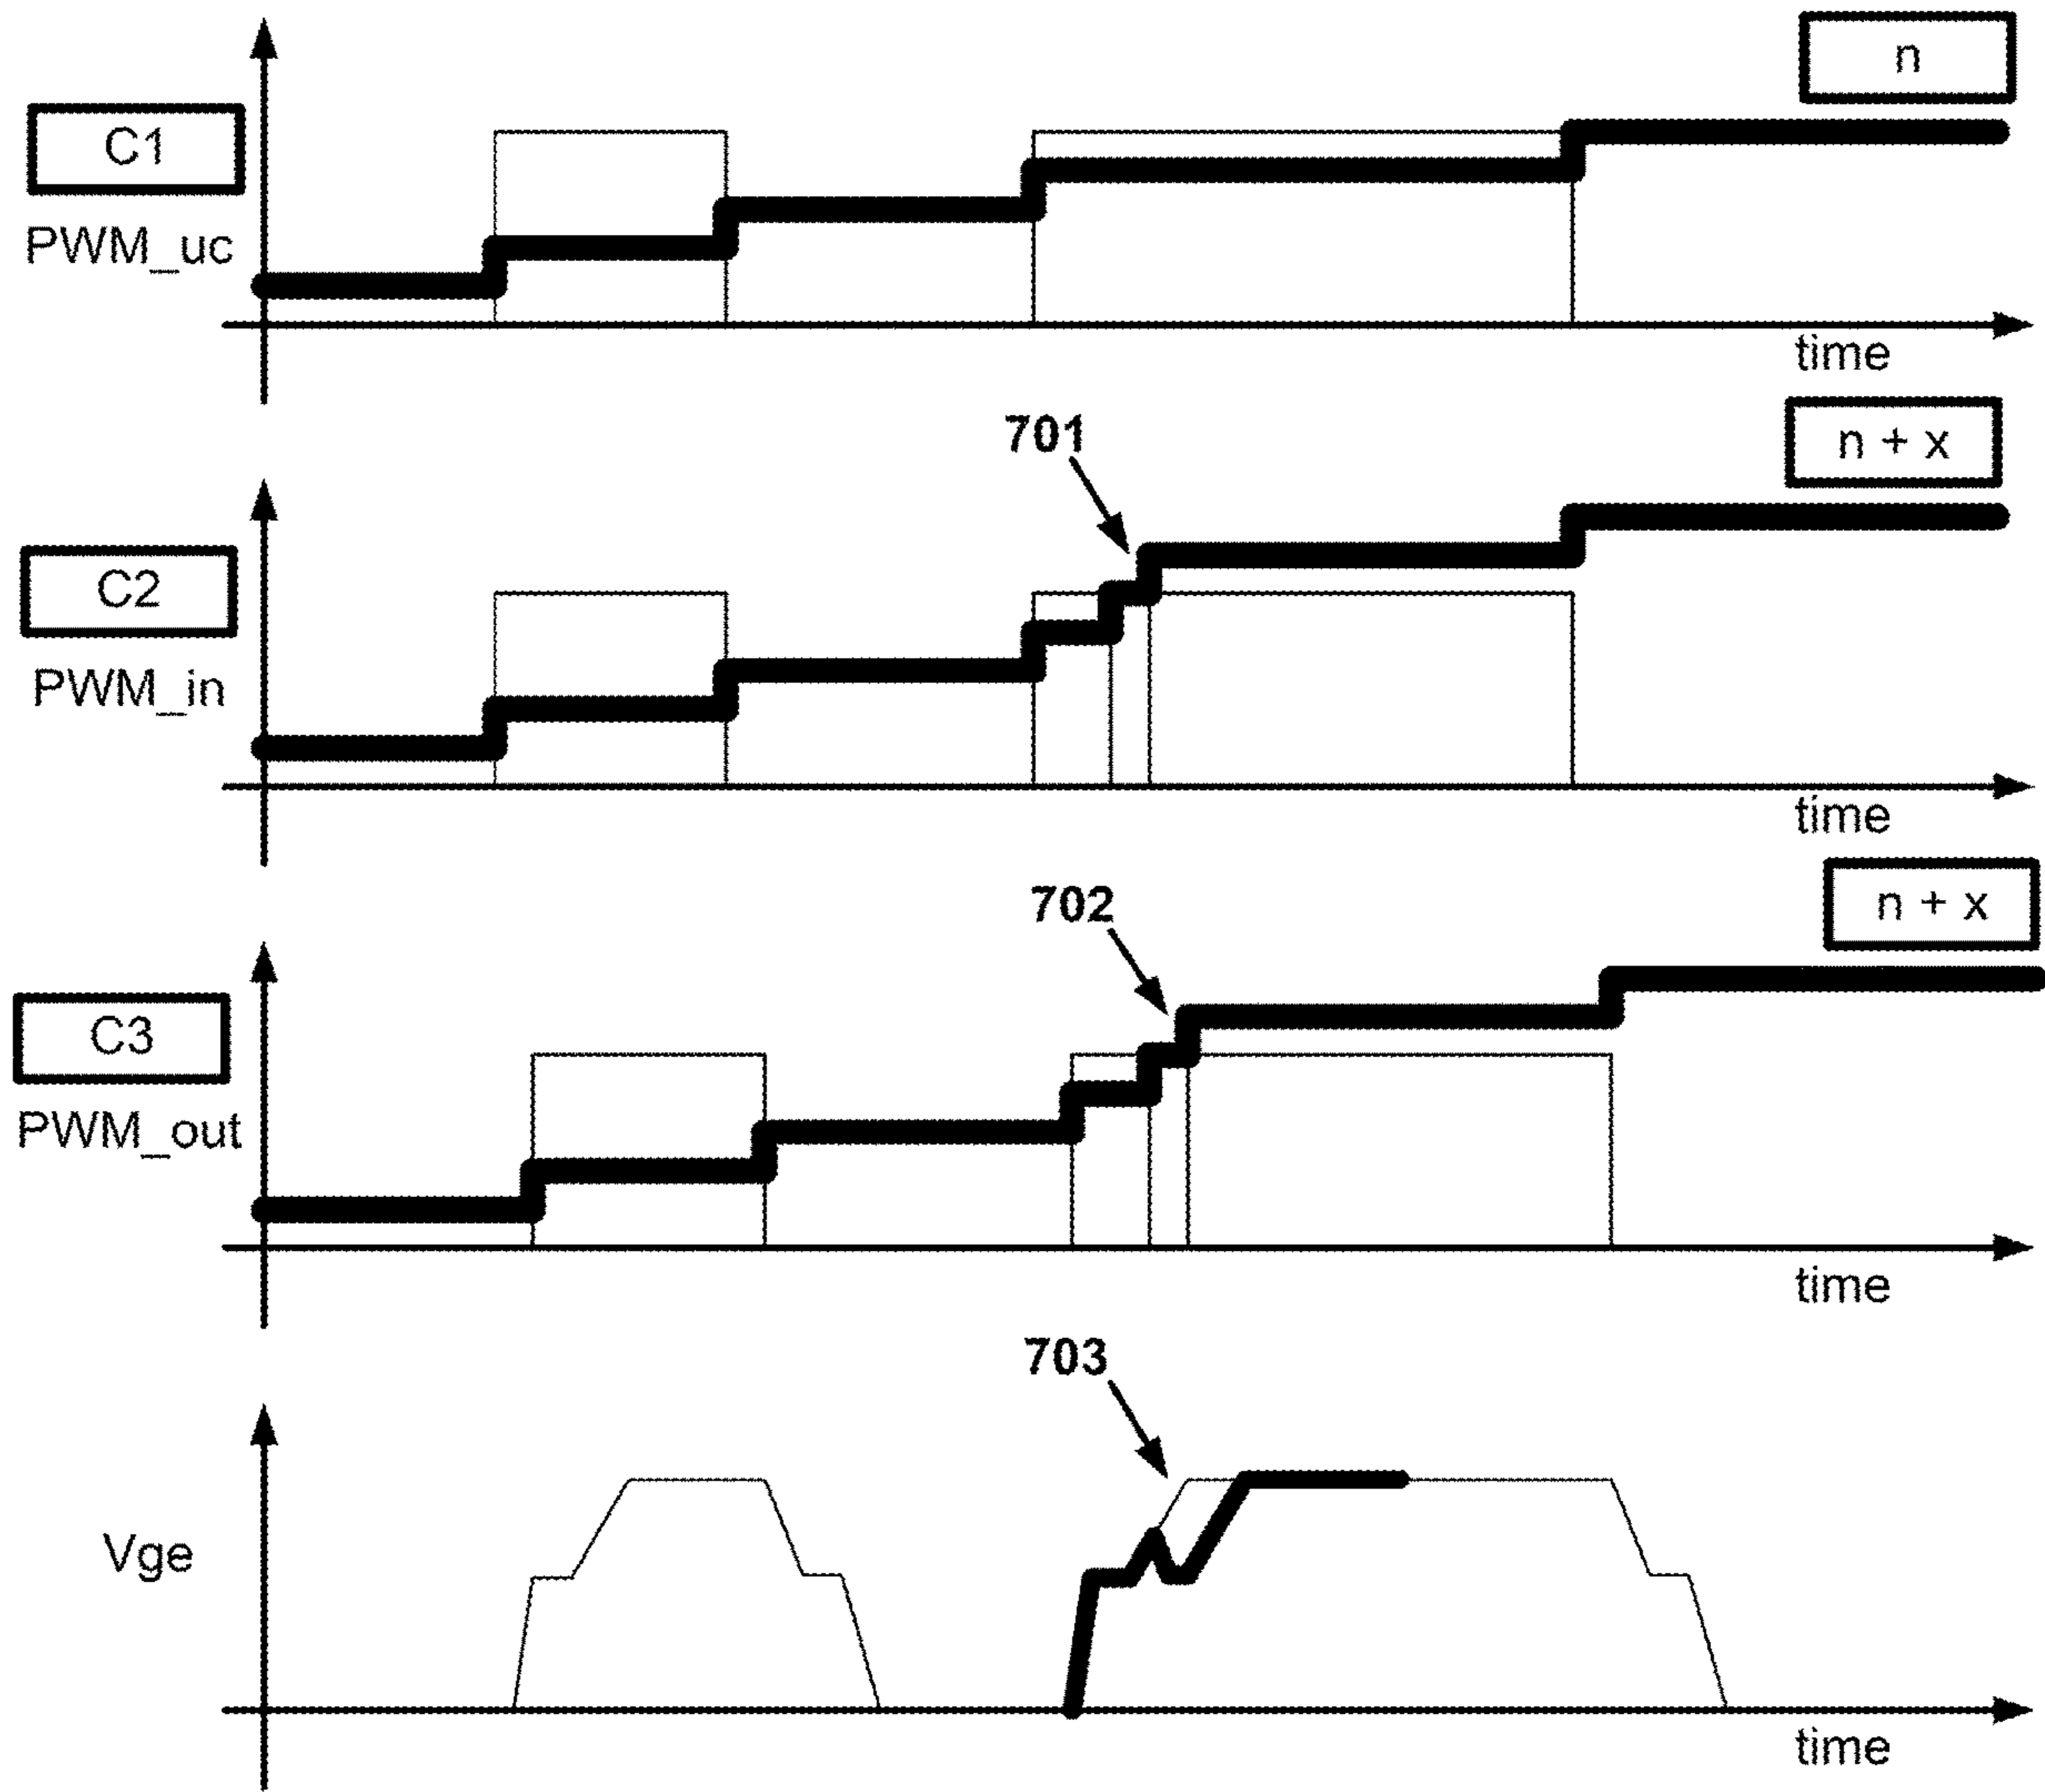 n
C1
PWM_uc
time
701
n + x
C2
PWM_in
time
702
n + x
C3
PWM_out
time
703
Vge
time